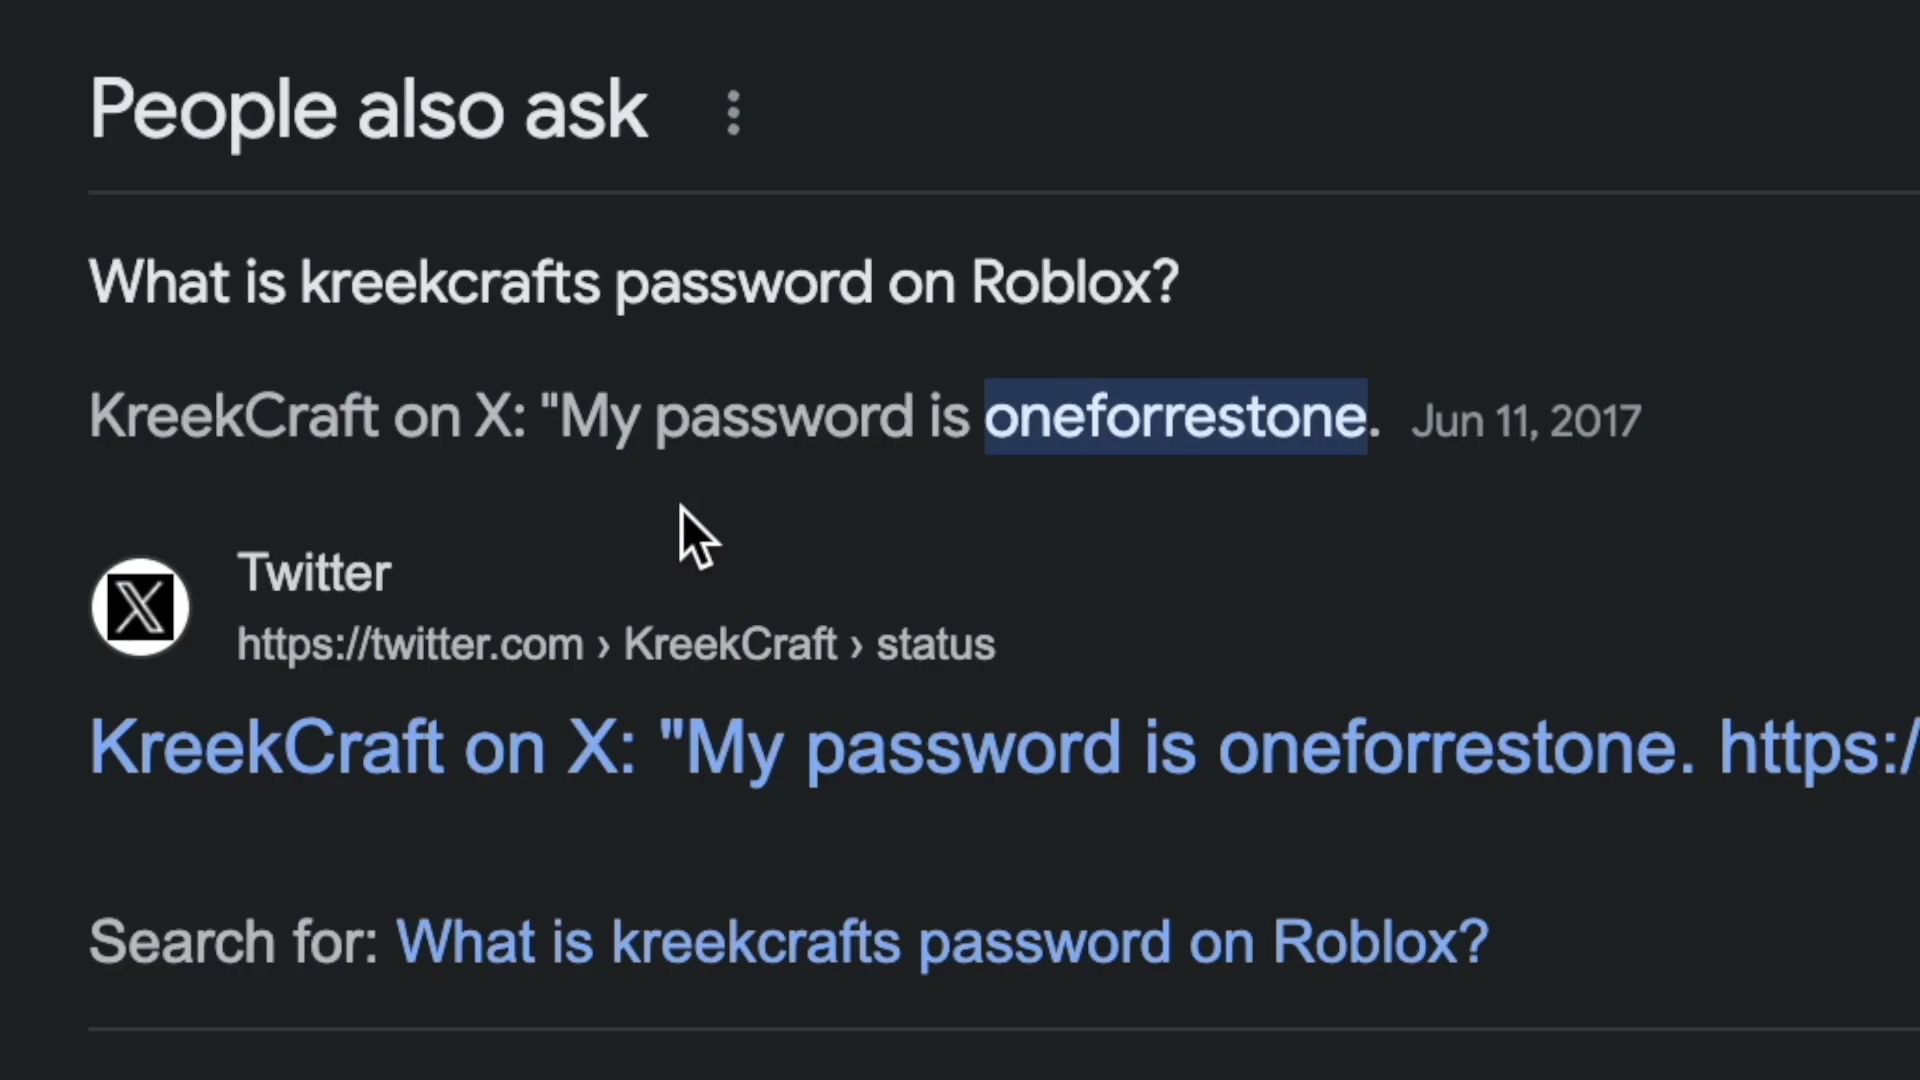 People also ask
What is kreekcrafts password on Roblox?
KreekCraft on X: "My password is oneforrestone. Jun 11, 2017
Twitter
https://twitter.com › KreekCraft › status
KreekCraft on X: "My password is oneforrestone. https:/
Search for: What is kreekcrafts password on Roblox?